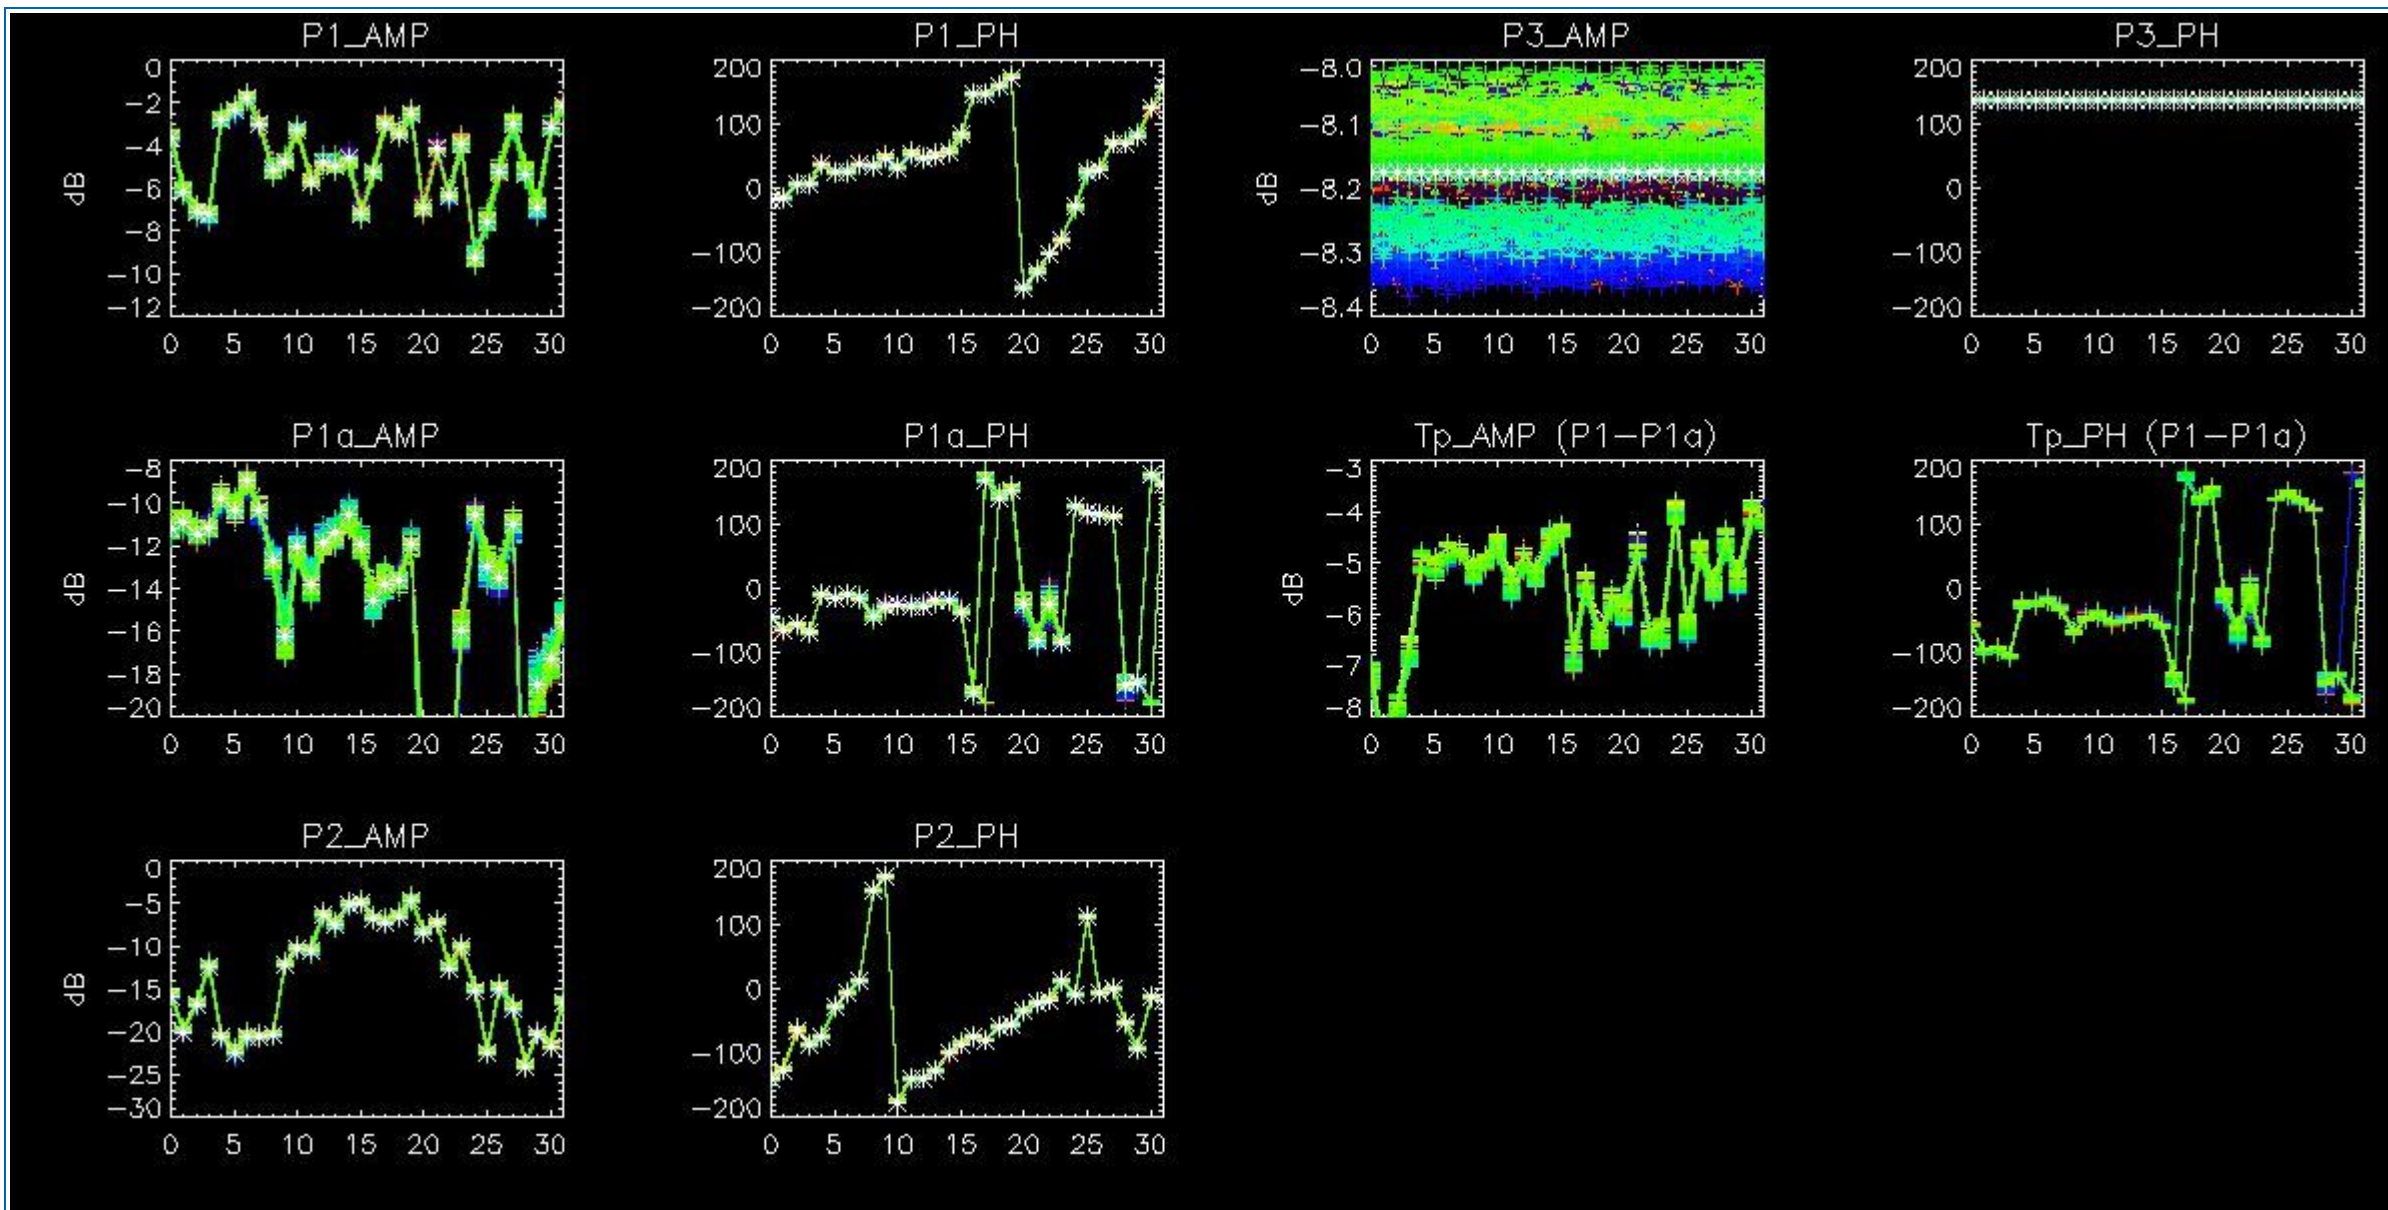 P1_AMP
0
−2
−4
−6
−8
−10
−12
dB
0 5 10 15 20 25 30
P1_PH
200
100
0
−100
−200
0 5 10 15 20 25 30
P3_AMP
−8.0
−8.1
−8.2
−8.3
−8.4
dB
0 5 10 15 20 25 30
P3_PH
200
100
0
−100
−200
0 5 10 15 20 25 30
P1a_AMP
−8
−10
−12
−14
−16
−18
−20
dB
0 5 10 15 20 25 30
P1a_PH
200
100
0
−100
−200
0 5 10 15 20 25 30
Tp_AMP (P1−P1a)
−3
−4
−5
−6
−7
−8
dB
0 5 10 15 20 25 30
Tp_PH (P1−P1a)
200
100
0
−100
−200
0 5 10 15 20 25 30
P2_AMP
0
−5
−10
−15
−20
−25
−30
dB
0 5 10 15 20 25 30
P2_PH
200
100
0
−100
−200
0 5 10 15 20 25 30